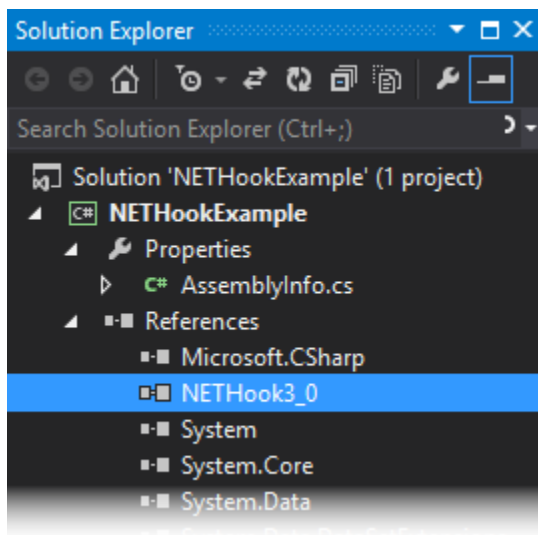 Solution Explorer
Search Solution Explorer (Ctrl+;)
Solution 'NETHookExample' (1 project)
C# NETHookExample
Properties
C# AssemblyInfo.cs
References
Microsoft.CSharp
NETHook3_0
System
System.Core
System.Data